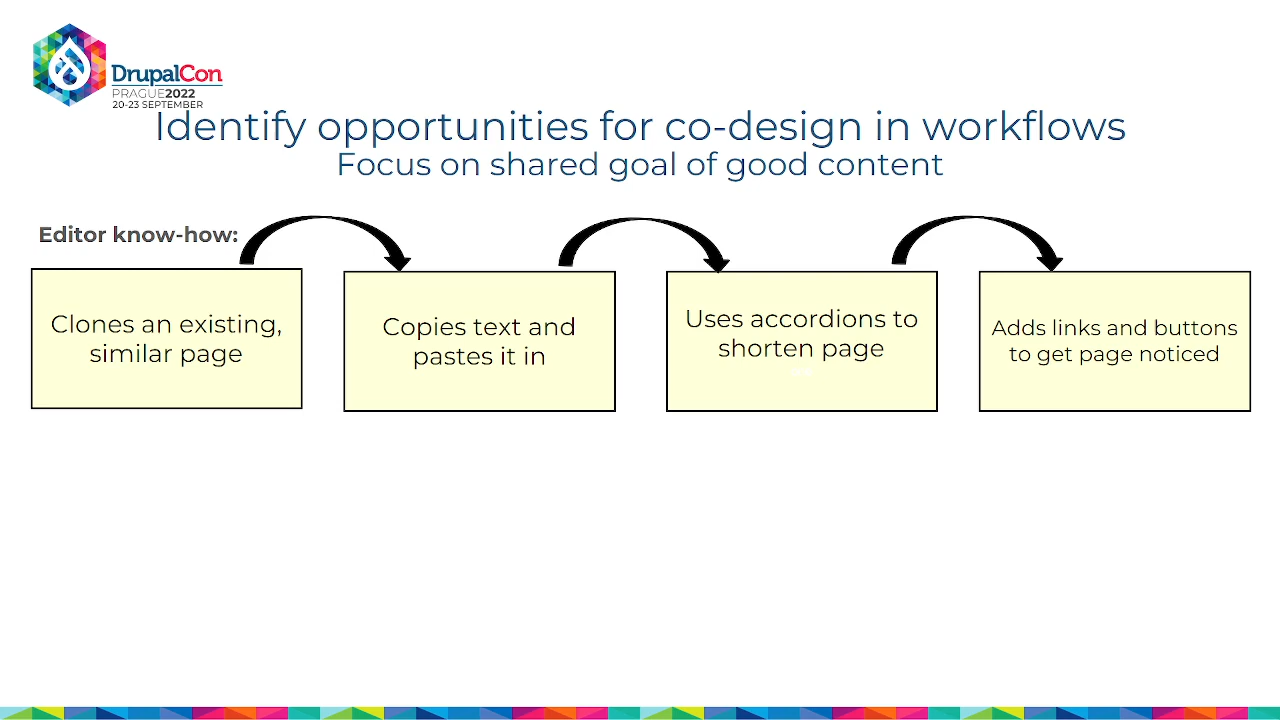 DrupalCon
PRAGUE2022
20-23 SEPTEMBER
Identify opportunities for co-design in workflows
Focus on shared goal of good content
Editor know-how:
Clones an existing,
similar page
Copies text and
pastes it in
Uses accordions to
shorten page
Adds links and buttons
to get page noticed